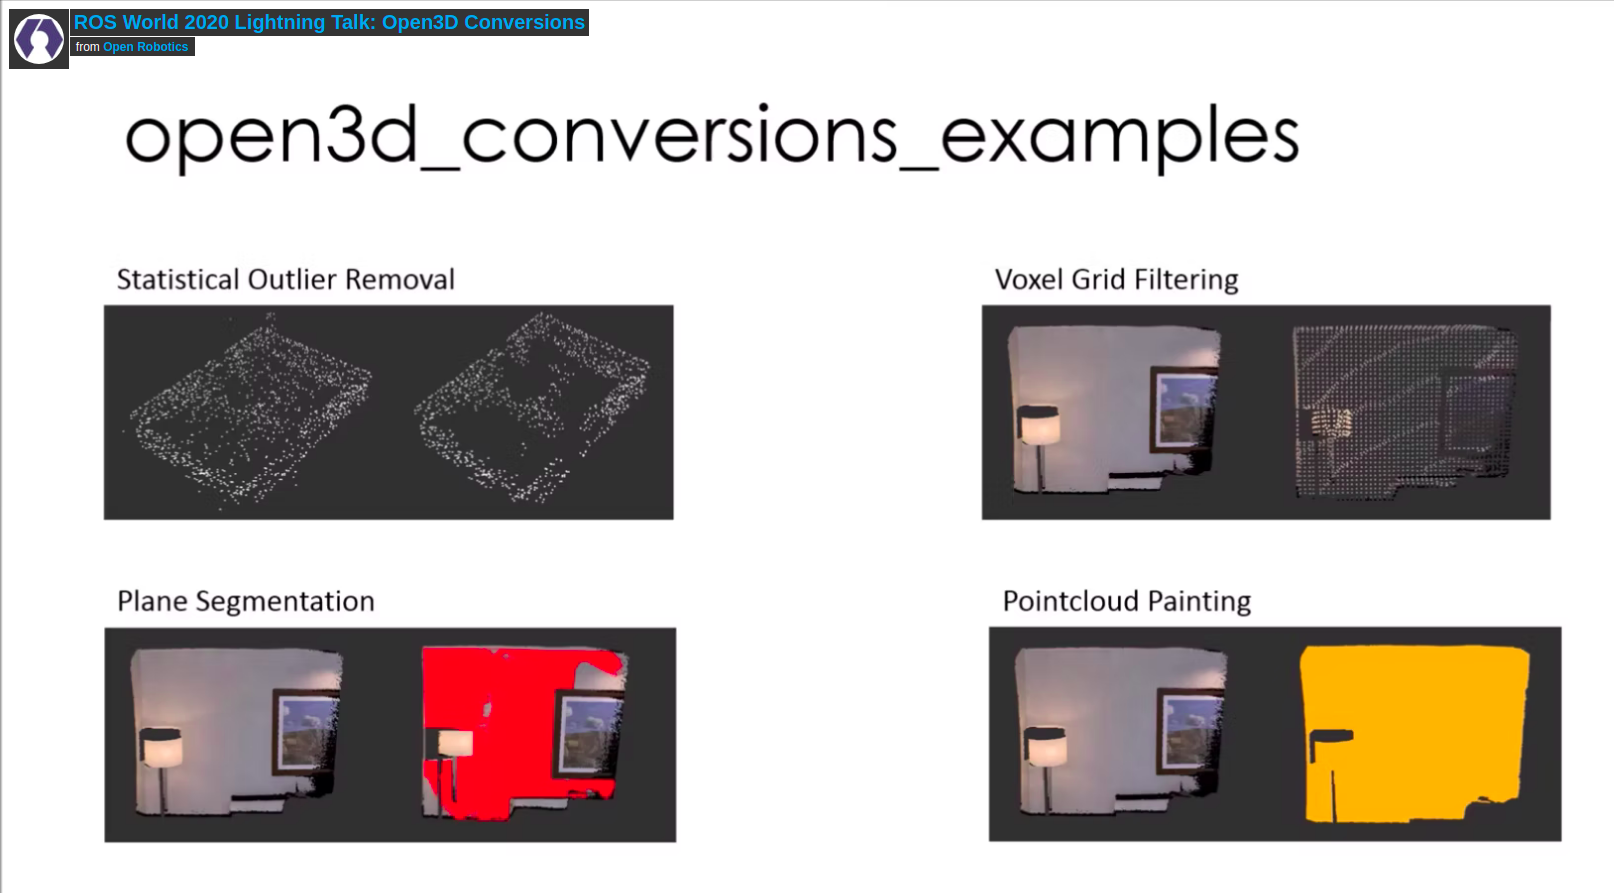 ROS World 2020 Lightning Talk: Open3D Conversions
from Open Robotics
open3d_conversions_examples
Statistical Outlier Removal
Voxel Grid Filtering
Plane Segmentation
Pointcloud Painting